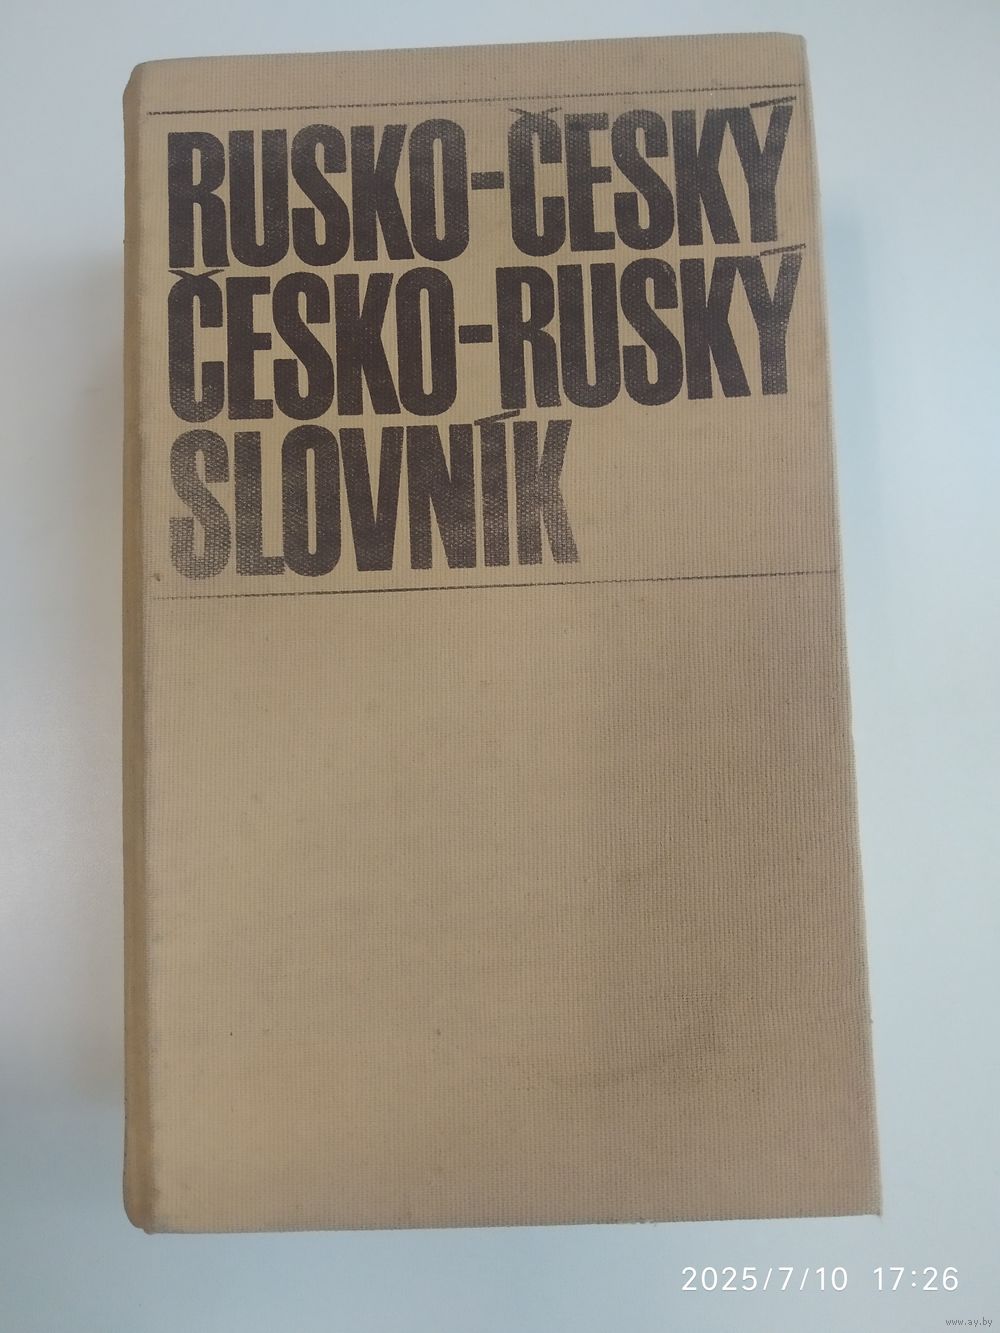 RUSKO-ČESKÝ
ČESKO-RUSKÝ
SLOVNÍK
2025/7/10 17:26
www.ay.by